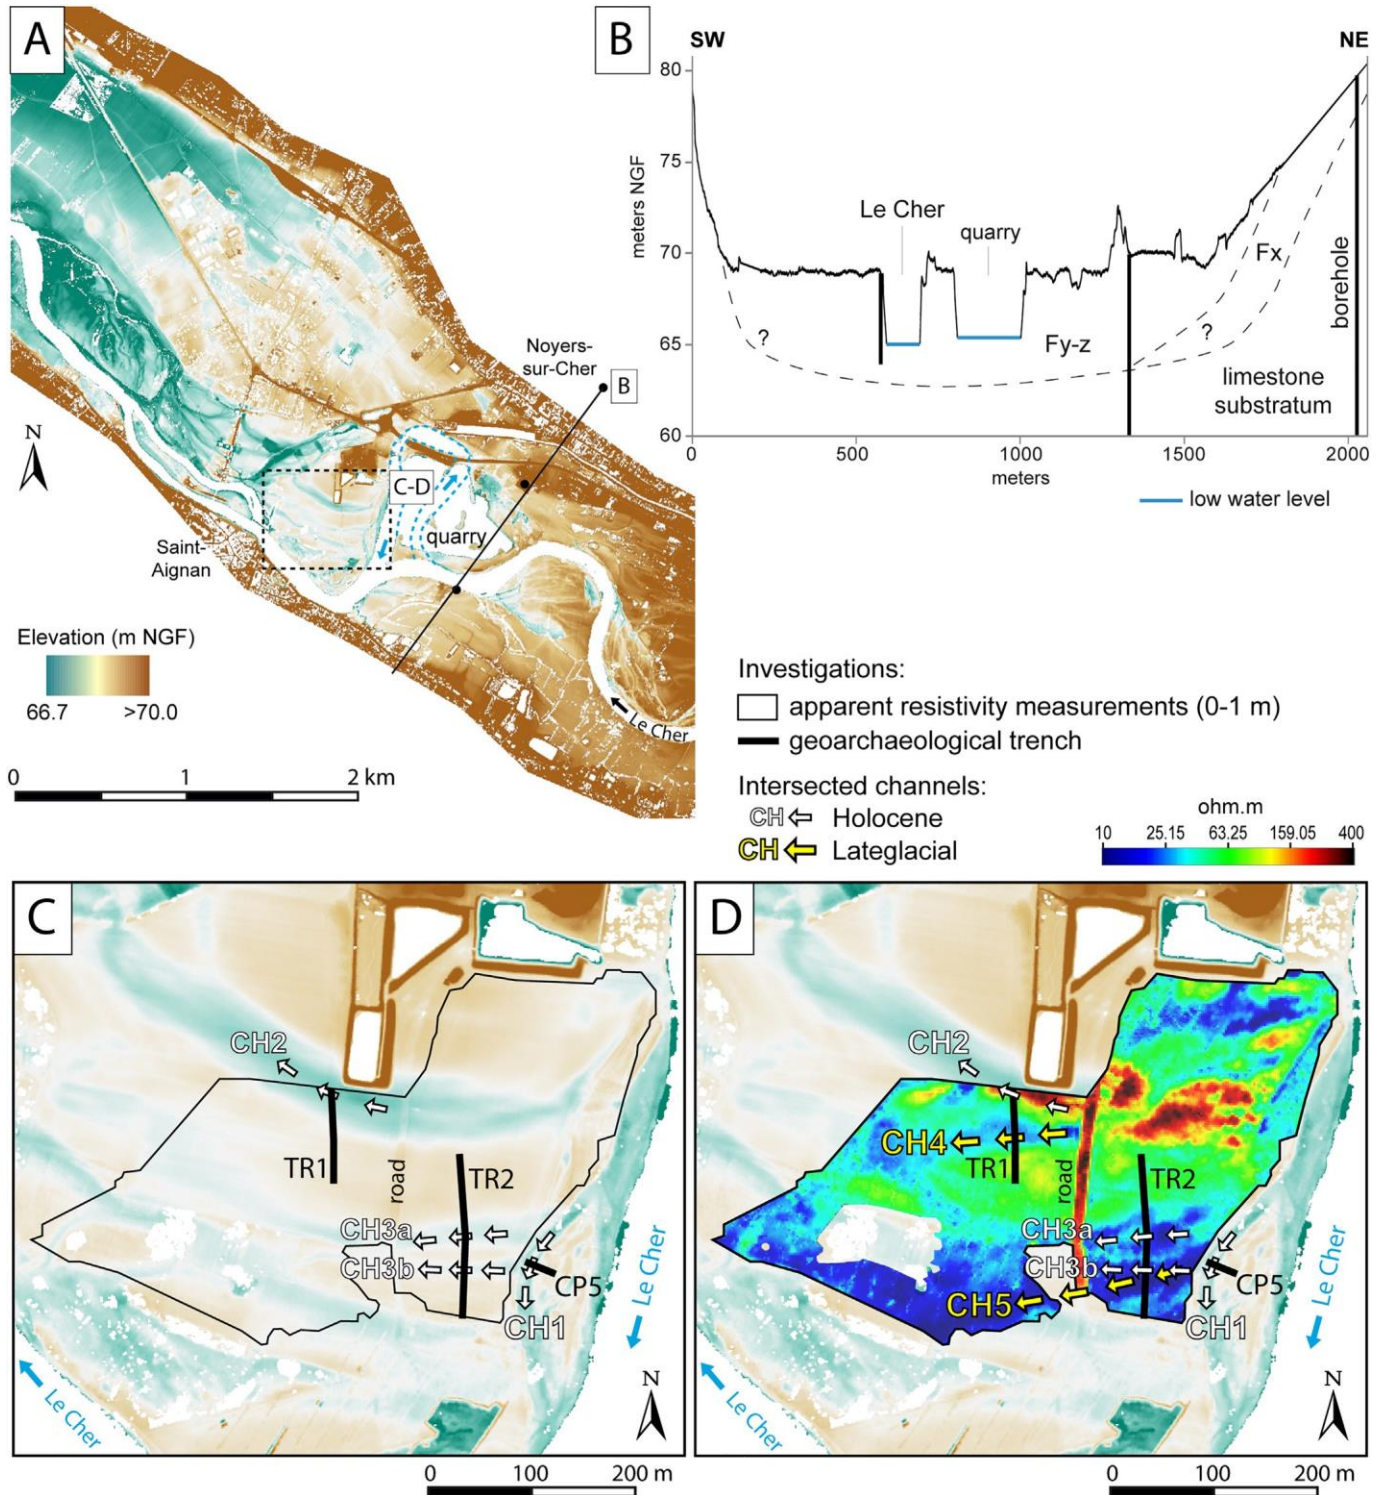 A
Noyers-
sur-Cher
B
N
C-D
quarry
Saint-
Aignan
Elevation (m NGF)
66.7 >70.0
Le Cher
0 1 2 km
B
SW NE
80
75
70
65
60
meters NGF
Le Cher
quarry
Fx
borehole
?
?
Fy-z
limestone
substratum
0 500 1000 1500 2000
meters
low water level
Investigations:
apparent resistivity measurements (0-1 m)
geoarchaeological trench
Intersected channels:
CH Holocene
CH Lateglacial
ohm.m
10 25.15 63.25 159.05 400
C
CH2
TR1
road
TR2
CH3a
CH3b
CP5
CH1
Le Cher
Le Cher
N
0 100 200 m
D
CH2
CH4
TR1
road
TR2
CH3a
CH3b
CP5
CH5
CH1
Le Cher
Le Cher
N
0 100 200 m